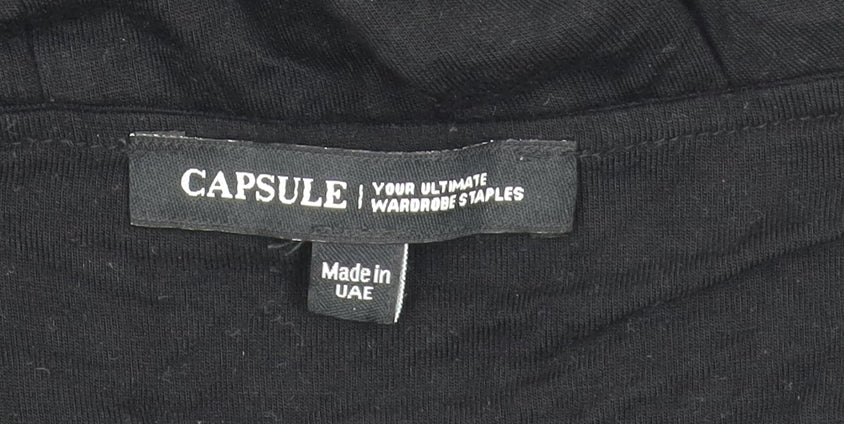 CAPSULE | YOUR ULTIMATE
WARDROBE STAPLES
Made in
UAE